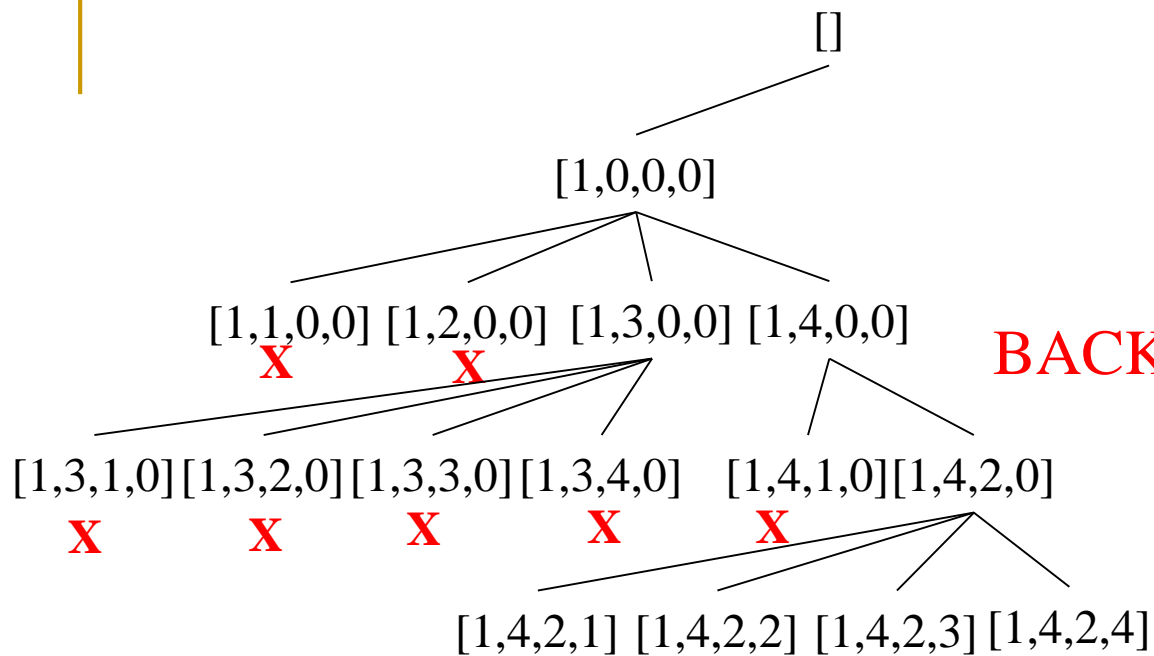 []
[1,0,0,0]
[1,1,0,0] [1,2,0,0] [1,3,0,0] [1,4,0,0]
X X
BACK
[1,3,1,0] [1,3,2,0] [1,3,3,0] [1,3,4,0] [1,4,1,0] [1,4,2,0]
X X X X X
[1,4,2,1] [1,4,2,2] [1,4,2,3] [1,4,2,4]